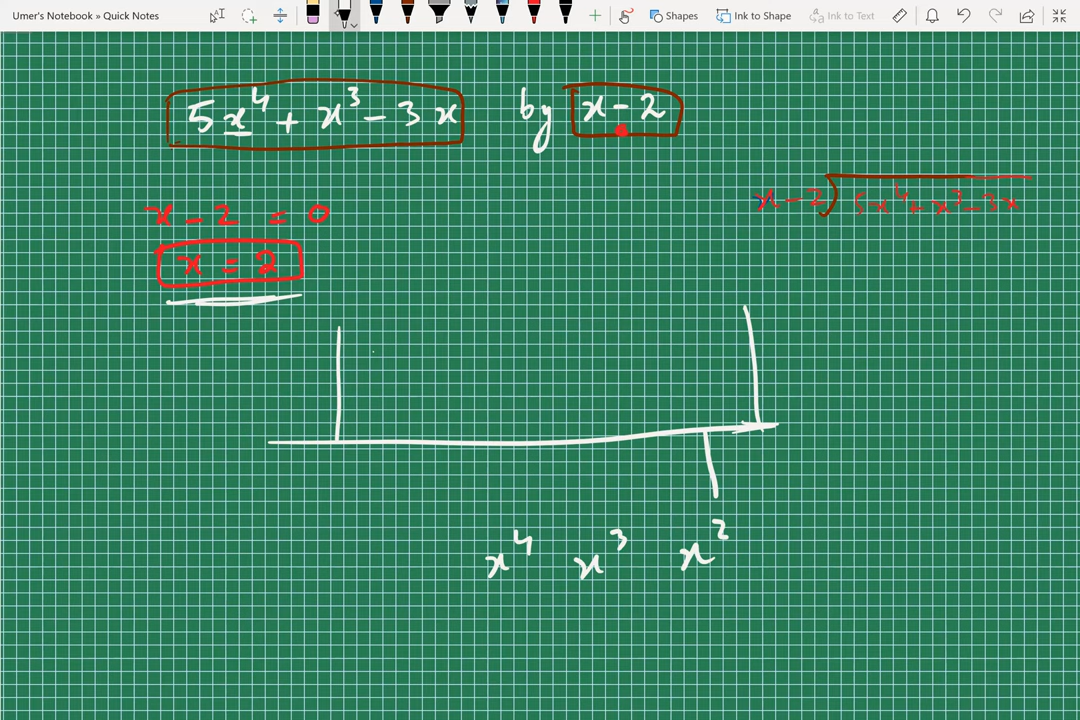 Umer's Notebook » Quick Notes
Shapes Ink to Shape Ink to Text
5x⁴ + x³ - 3x by x - 2
x - 2 = 0
x = 2
x - 2 5x⁴ + x³ - 3x
x⁴ x³ x²